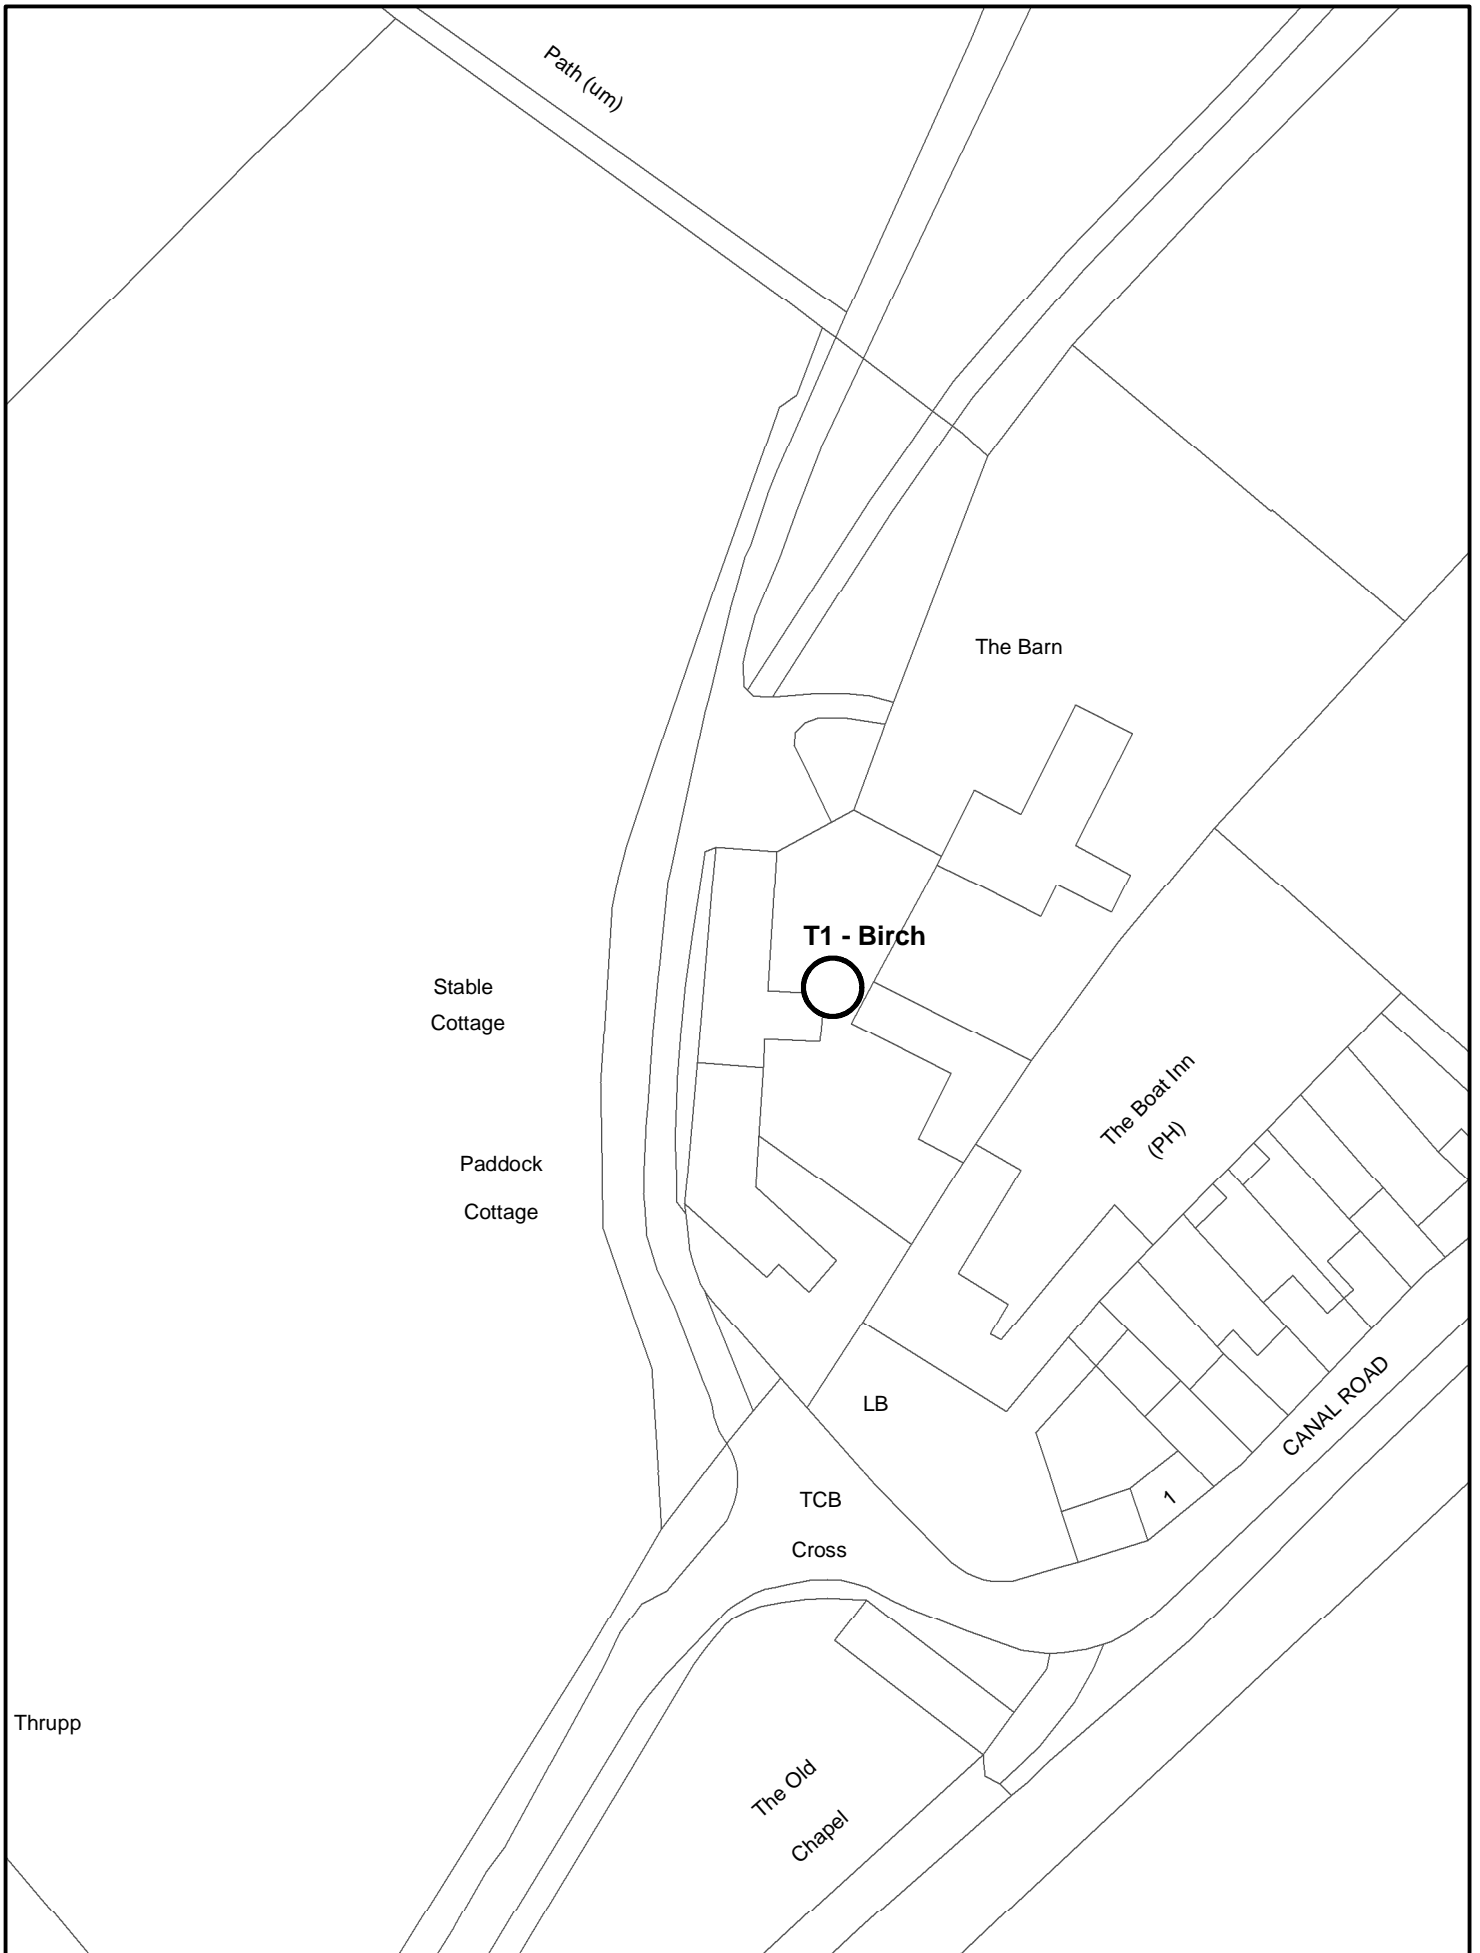 Path (um)
The Barn
T1 - Birch
Stable
Cottage
The Boat Inn
(PH)
Paddock
Cottage
CANAL ROAD
LB
1
TCB
Cross
Thrupp
The Old
Chapel